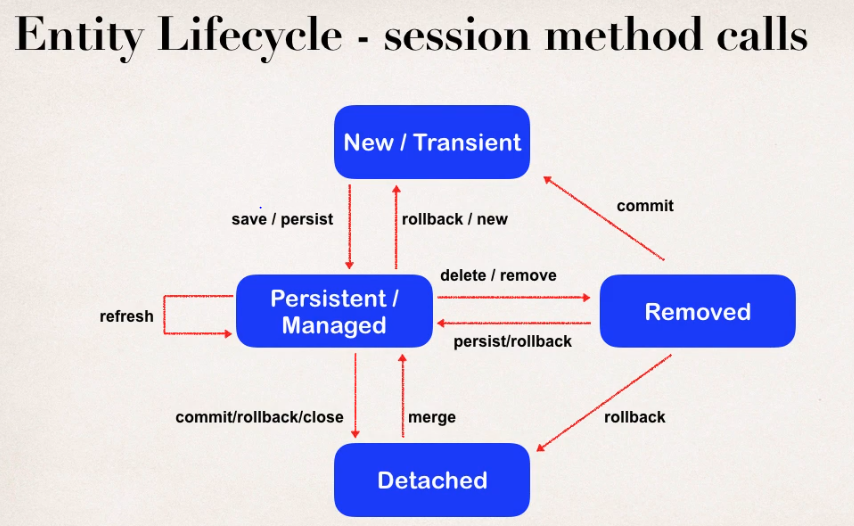 Entity Lifecycle - session method calls
New / Transient
commit
save / persist
rollback / new
delete / remove
Persistent /
Managed
Removed
refresh
persist/rollback
commit/rollback/close
merge
rollback
Detached